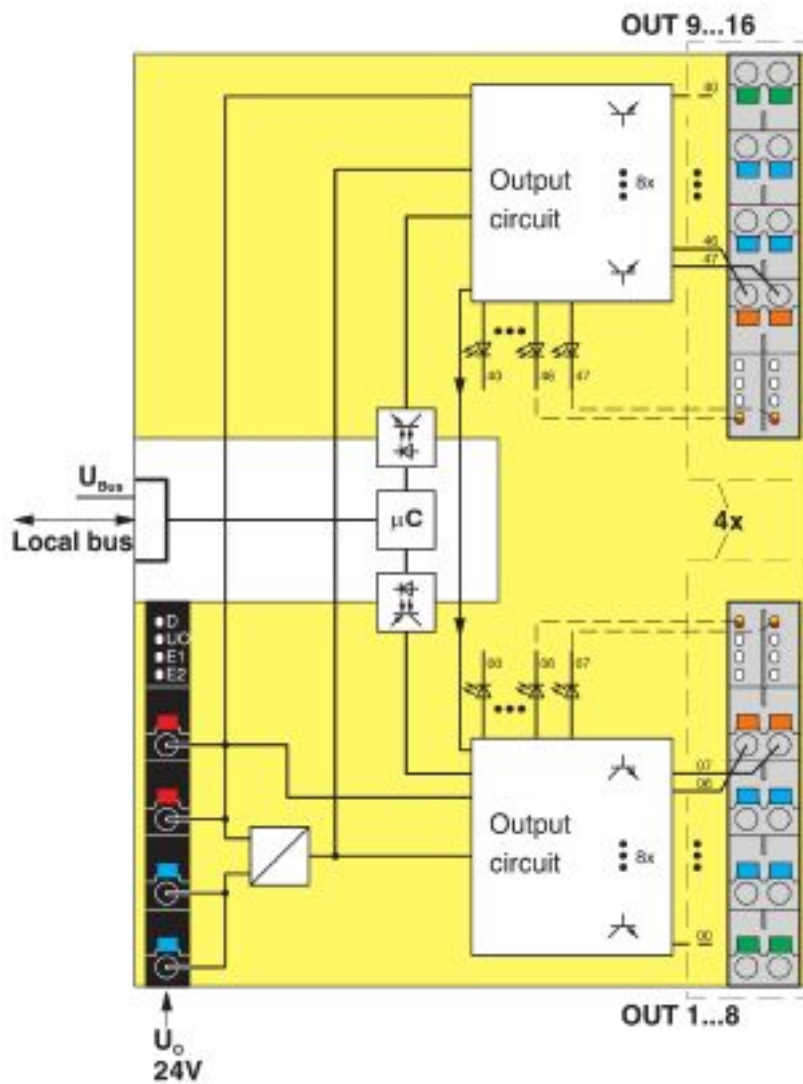 OUT 9...16
40
Output
circuit
8x
46
47
40
46
47
U Bus
Local bus
µC
4x
D
UO
E1
E2
00
06
07
07
06
Output
circuit
8x
00
OUT 1...8
U O
24V